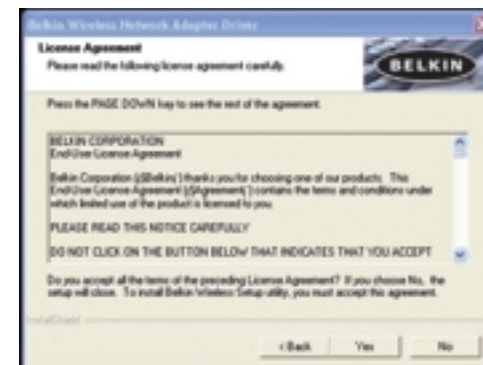 Belkin Wireless Network Adapter Driver
License Agreement
Please read the following license agreement carefully.
BELKIN
Press the PAGE DOWN key to see the rest of the agreement.
BELKIN CORPORATION
End-User License Agreement
Belkin Corporation (¡§Belkin¡¨) thanks you for choosing one of our products. This
End-User License Agreement (¡§Agreement¡¨) contains the terms and conditions under
which limited use of the product is licensed to you.
PLEASE READ THIS NOTICE CAREFULLY
DO NOT CLICK ON THE BUTTON BELOW THAT INDICATES THAT YOU ACCEPT
Do you accept all the terms of the preceding License Agreement? If you choose No, the
setup will close. To install Belkin Wireless Setup utility, you must accept this agreement.
InstallShield
< Back
Yes
No